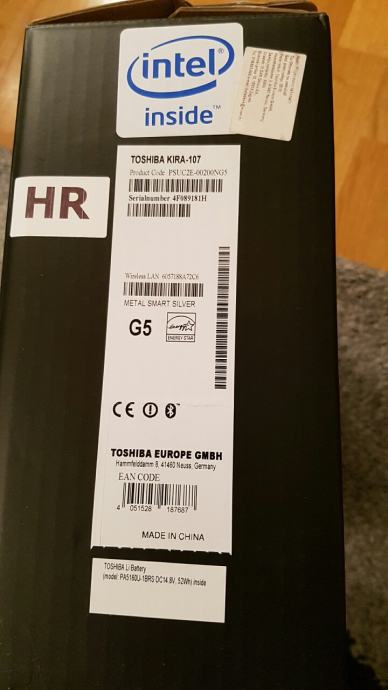 intel
inside™
HR
TOSHIBA KIRA-107
Product Code PSUC2E-00200NG5
Serialnumber 4F089181H
Wireless LAN 6057188A72C6
METAL SMART SILVER
G5
ENERGY STAR
CE
TOSHIBA EUROPE GMBH
Hammfelddamm 8, 41460 Neuss, Germany
EAN CODE
4 051528 187687
MADE IN CHINA
TOSHIBA Li Battery
(model: PA5160U-1BRS DC14.8V, 52Wh) inside